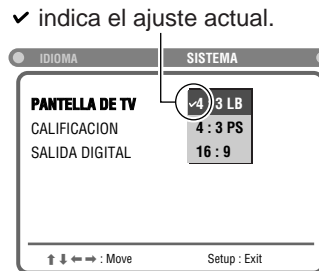 ✓ indica el ajuste actual.
IDIOMA SISTEMA
PANTELLA DE TV ✓4 : 3 LB
CALIFICACION 4 : 3 PS
SALIDA DIGITAL 16 : 9
↑ ↓ ← → : Move Setup : Exit